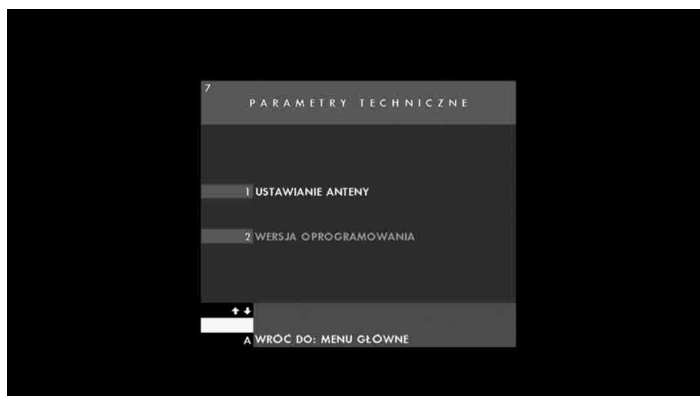 7
PARAMETRY TECHNICZNE
1 USTAWIANIE ANTENY
2 WERSJA OPROGRAMOWANIA
A WRÓĆ DO: MENU GŁÓWNE